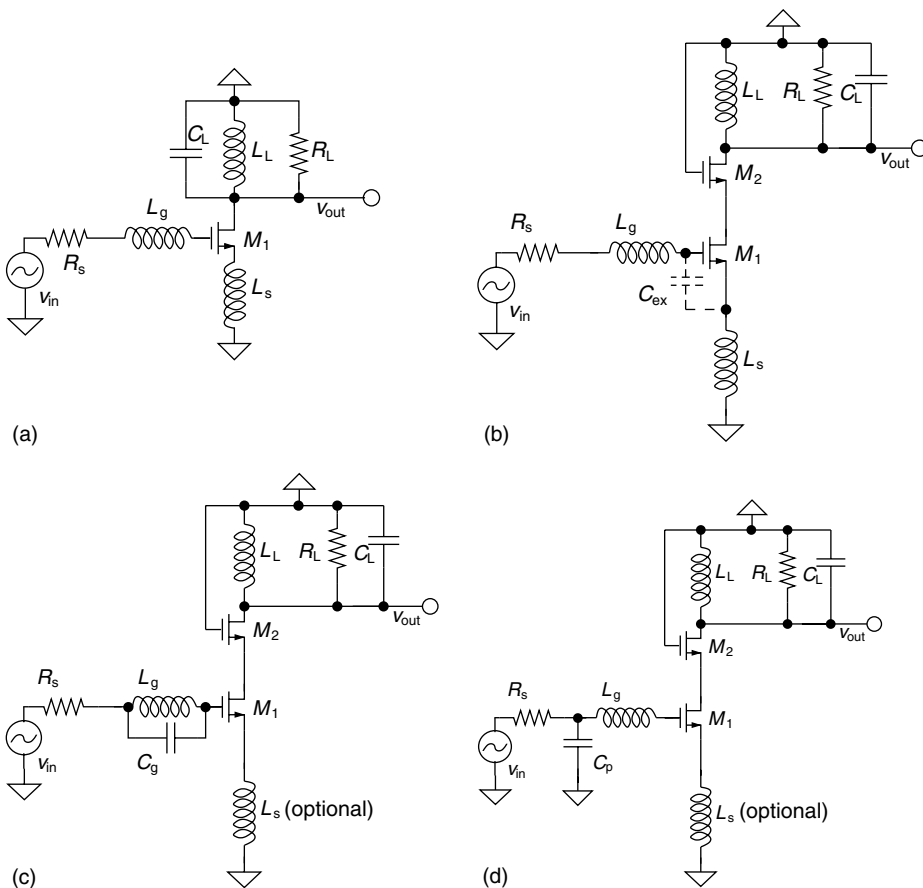 C_L
L_L
R_L
v_out
L_g
M_1
R_s
v_in
L_s
(a)
L_L
R_L
C_L
v_out
M_2
R_s
L_g
M_1
C_ex
v_in
L_s
(b)
L_L
R_L
C_L
v_out
M_2
R_s
L_g
M_1
C_g
v_in
L_s (optional)
(c)
L_L
R_L
C_L
v_out
M_2
R_s
L_g
M_1
C_p
v_in
L_s (optional)
(d)